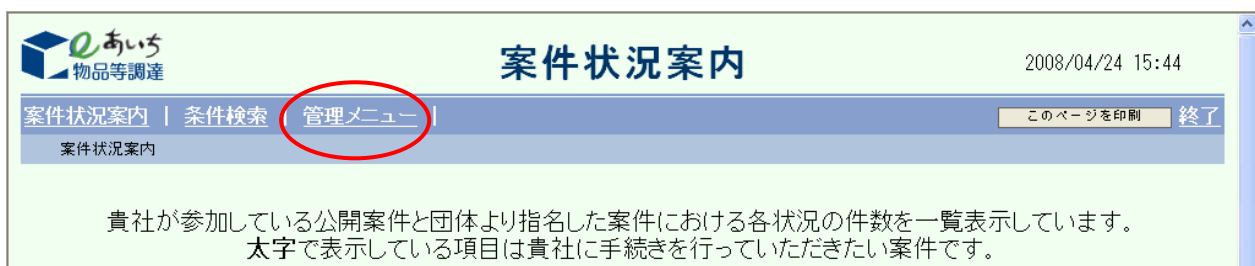 eあいち
物品等調達
案件状況案内
2008/04/24 15:44
案件状況案内 | 条件検索 | 管理メニュー |
このページを印刷 終了
案件状況案内
貴社が参加している公開案件と団体より指名した案件における各状況の件数を一覧表示しています。
太字で表示している項目は貴社に手続きを行っていただきたい案件です。